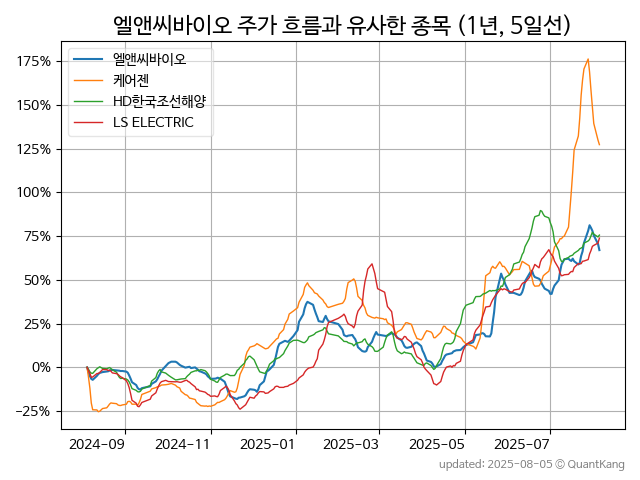 엘앤씨바이오 주가 흐름과 유사한 종목 (1년, 5일선)
엘앤씨바이오
케어젠
HD한국조선해양
LS ELECTRIC
175%
150%
125%
100%
75%
50%
25%
0%
−25%
2024−09 2024−11 2025−01 2025−03 2025−05 2025−07
updated: 2025-08-05 © QuantKang